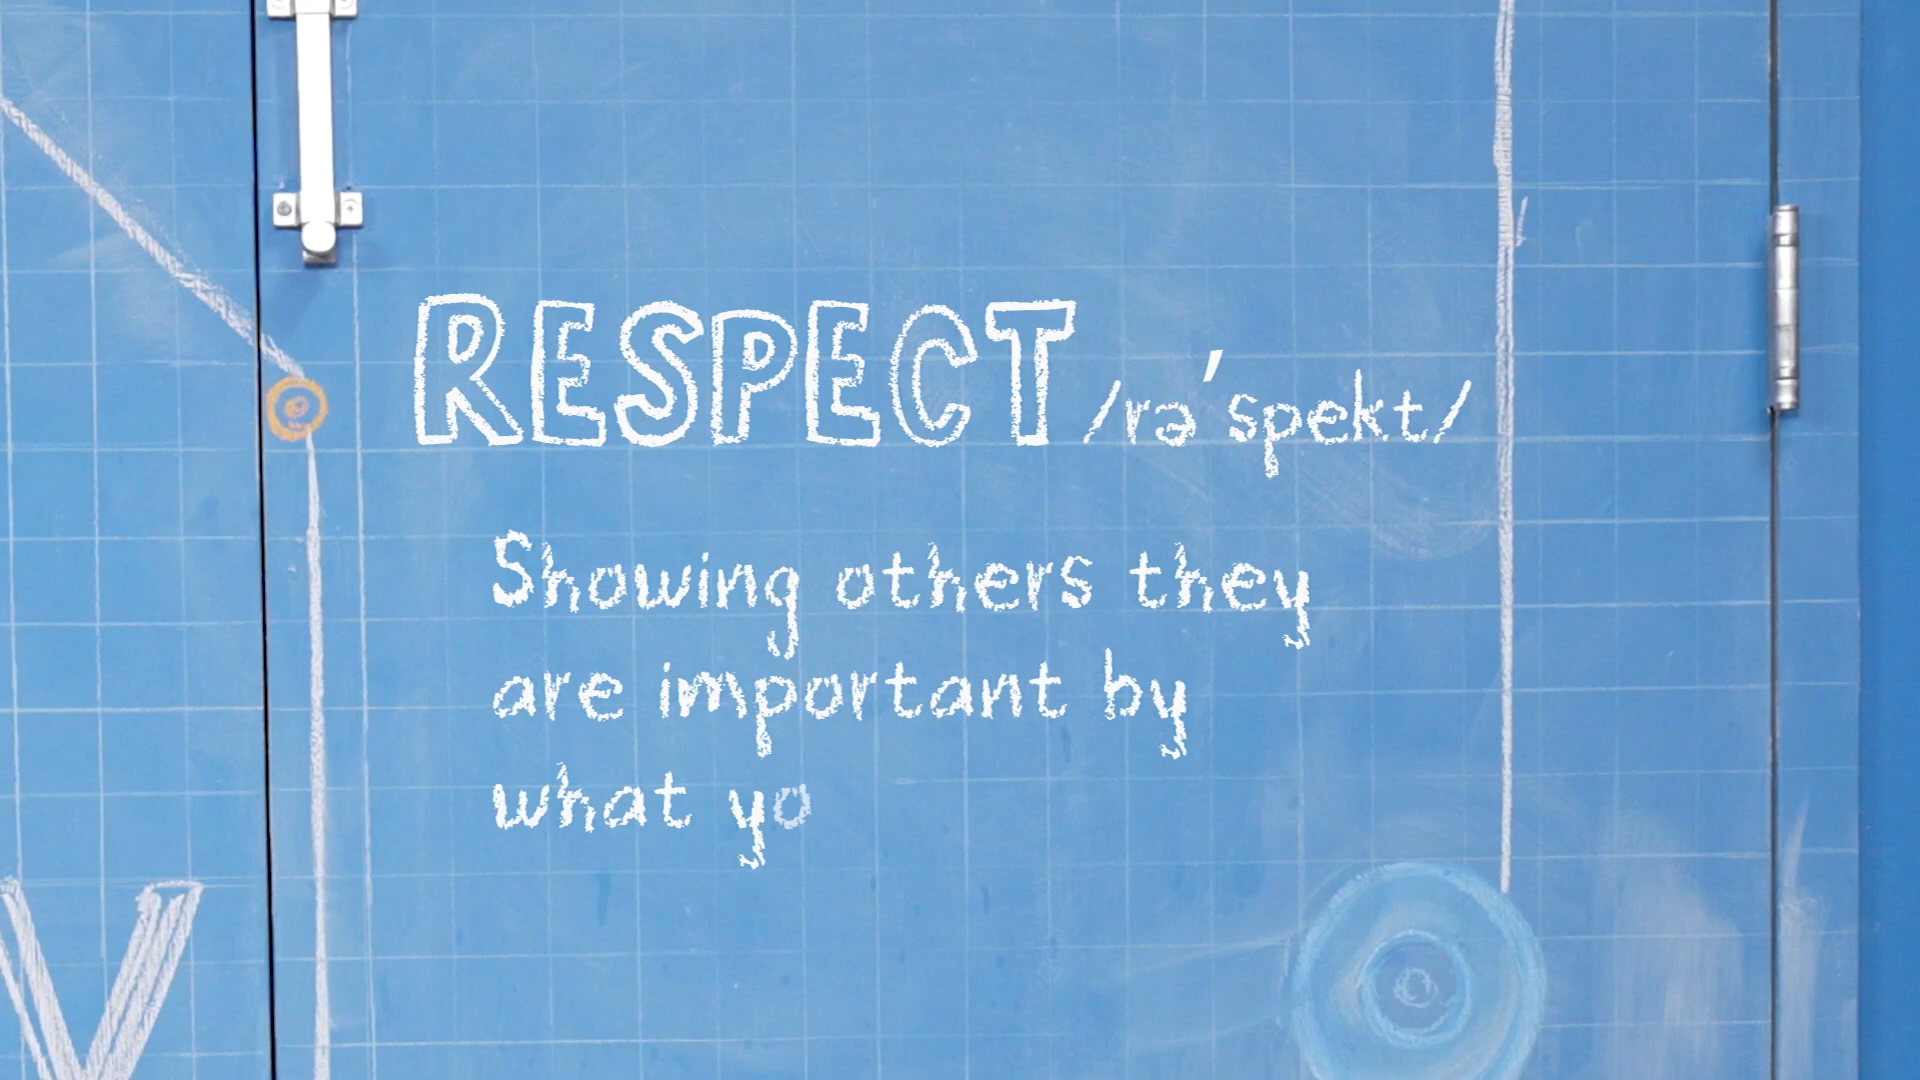 RESPECT /rə'spekt/
Showing others they
are important by
what yo